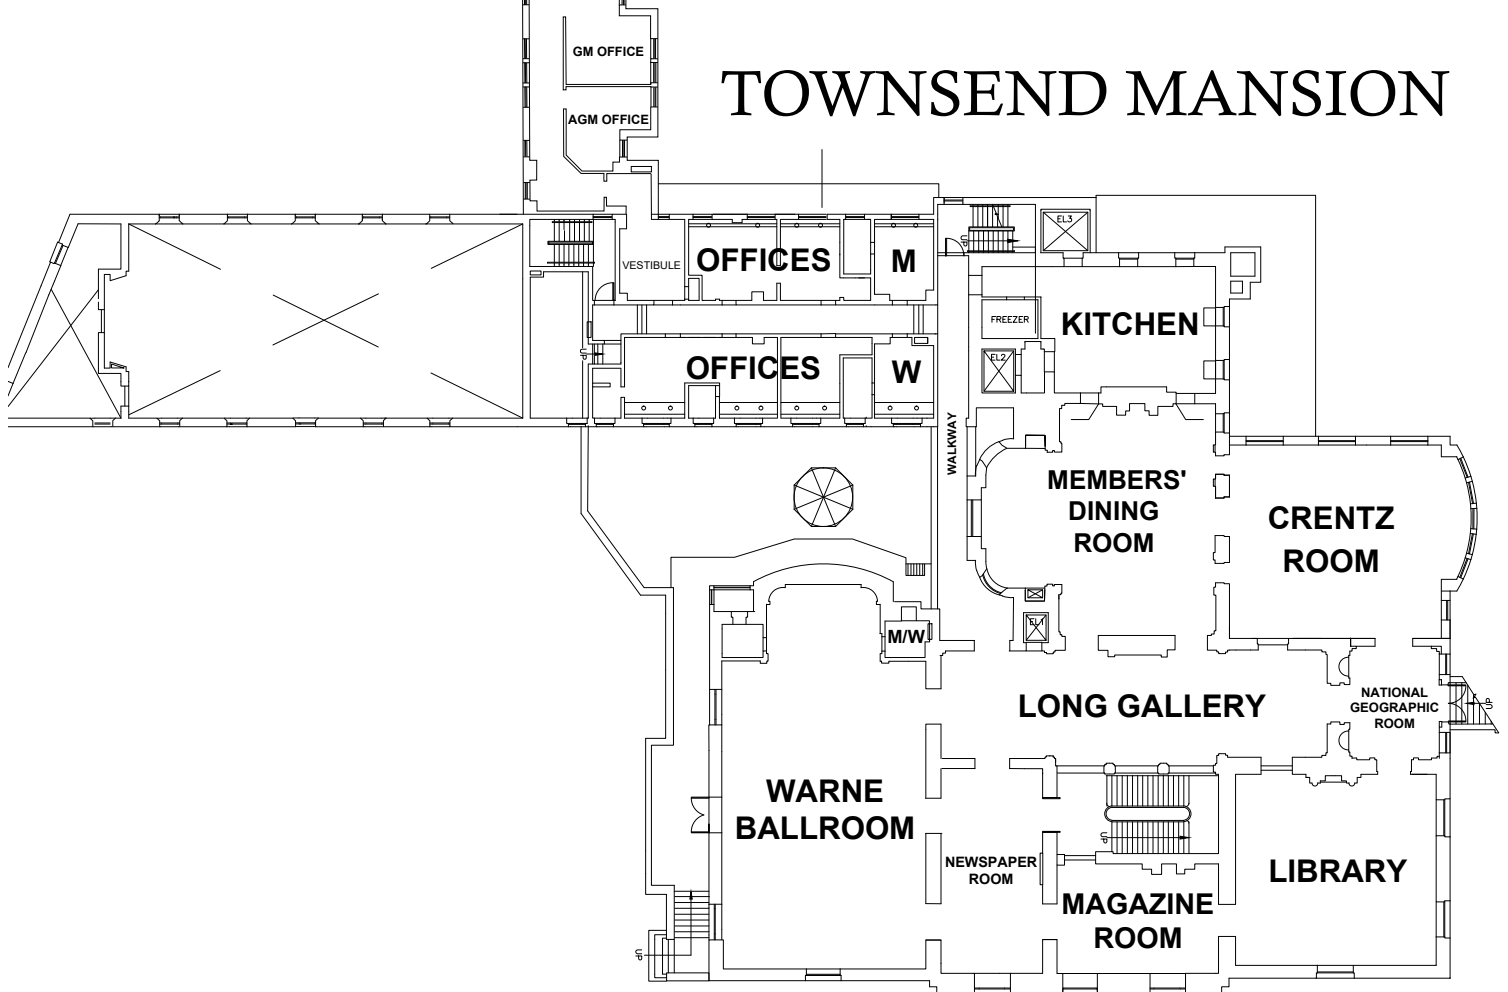 GM OFFICE
TOWNSEND MANSION
AGM OFFICE
EL3
UP
VESTIBULE
OFFICES
M
FREEZER
KITCHEN
UP
OFFICES
W
EL2
WALKWAY
MEMBERS'
DINING
ROOM
CRENTZ
ROOM
EL1
M/W
LONG GALLERY
NATIONAL
GEOGRAPHIC
ROOM
UP
WARNE
BALLROOM
UP
NEWSPAPER
ROOM
LIBRARY
MAGAZINE
ROOM
UP